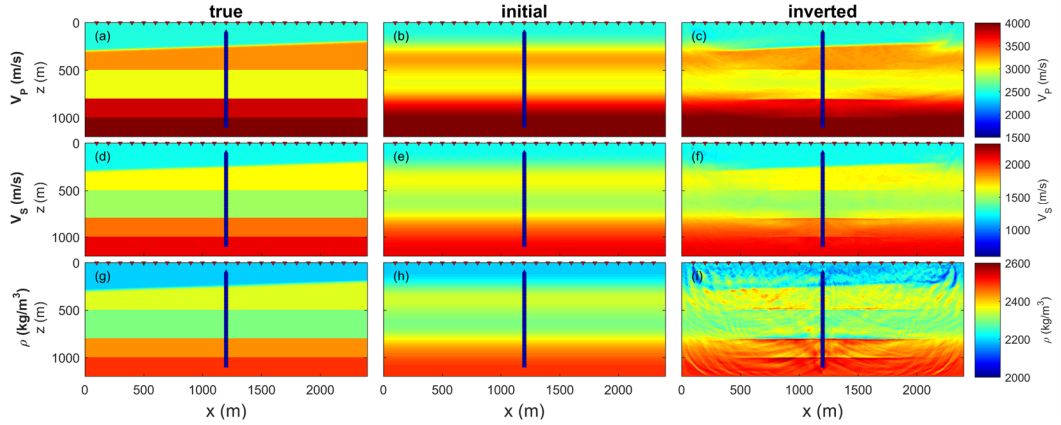 true initial inverted
V_P (m/s)
z (m)
0
500
1000
(a) (b) (c)
4000
3500
3000
2500
2000
1500
V_P (m/s)
V_S (m/s)
z (m)
0
500
1000
(d) (e) (f)
2000
1500
1000
V_S (m/s)
ρ (kg/m³)
z (m)
0
500
1000
(g) (h) (i)
2600
2400
2200
2000
ρ (kg/m³)
0 500 1000 1500 2000 0 500 1000 1500 2000 0 500 1000 1500 2000
x (m) x (m) x (m)